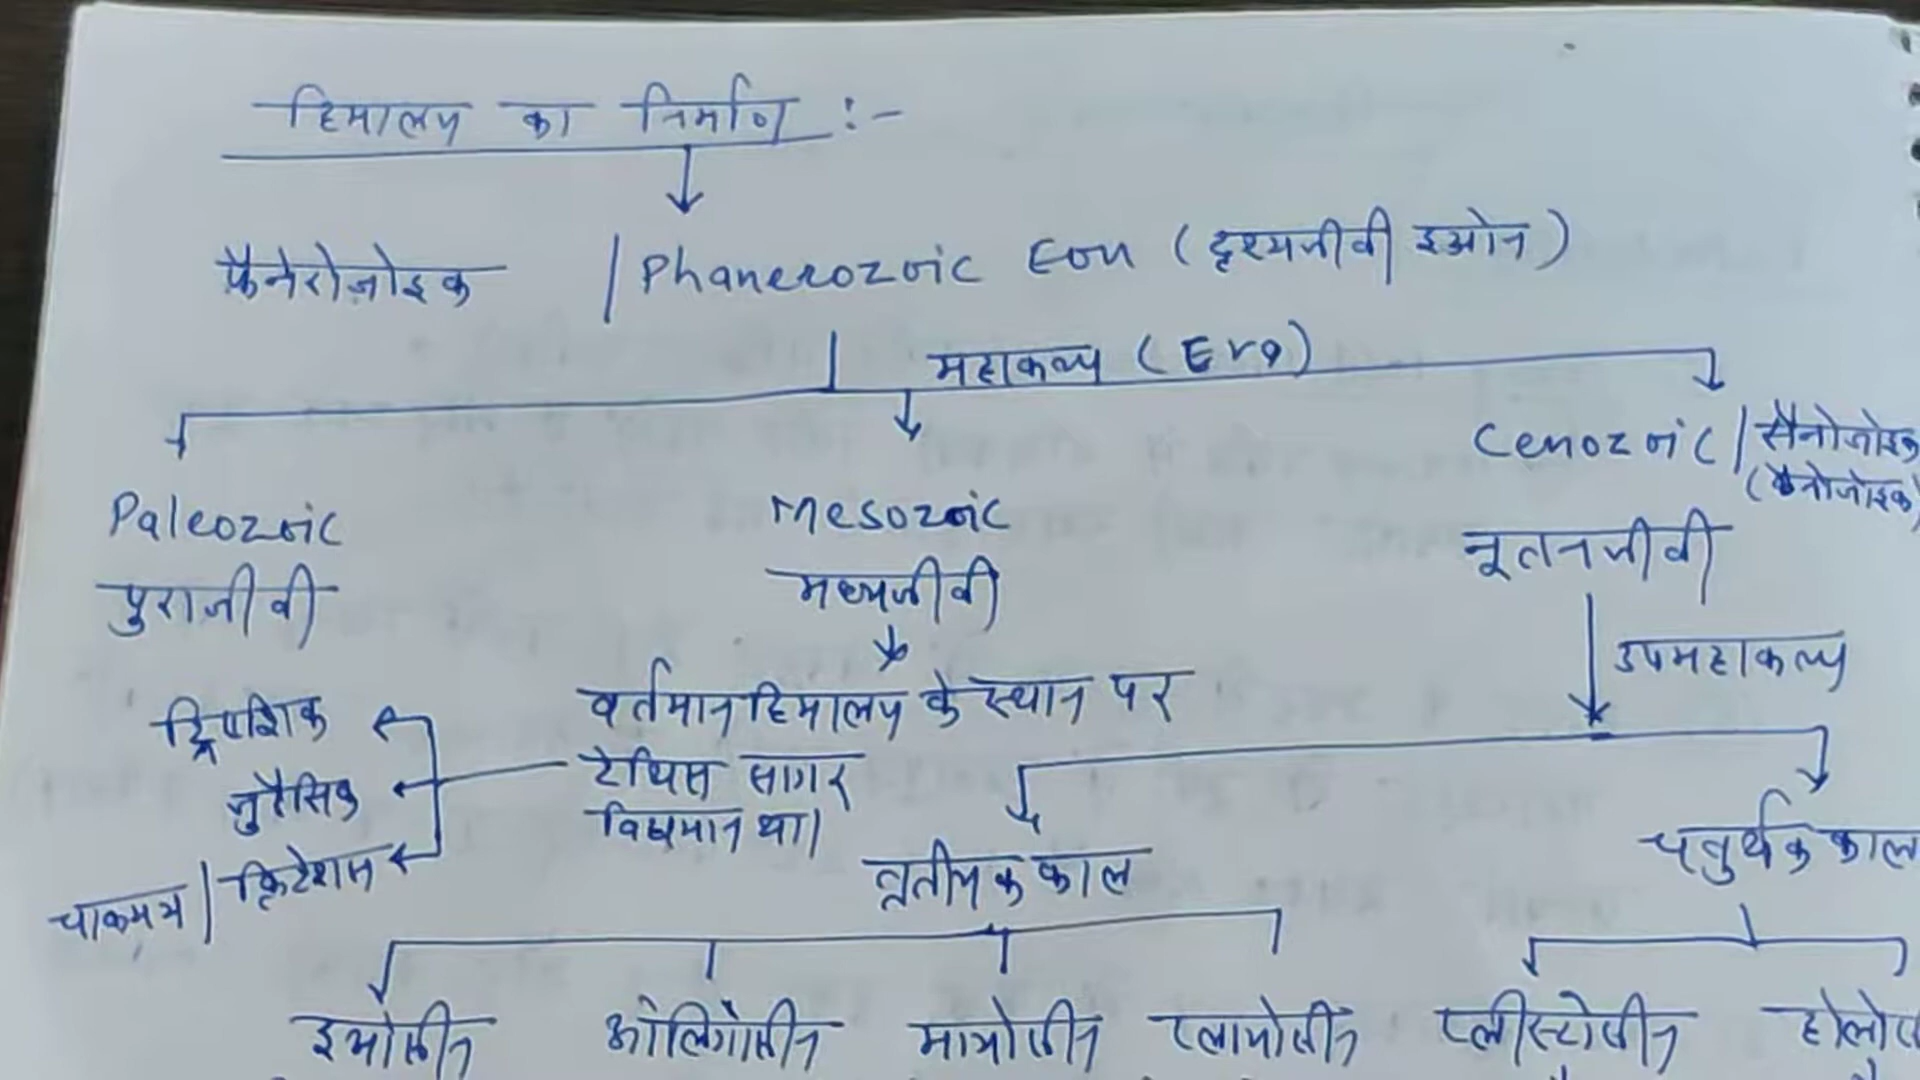 हिमालय का निर्माण :-
फैनेरोजोइक / Phanerozoic Eon (दृश्यजीवी इओन)
महाकल्प (Era)
Cenozoic / सैनोजोइक
(कैनोजोइक)
Paleozoic
Mesozoic
नूतनजीवी
पुराजीवी
मध्यजीवी
उपमहाकल्प
वर्तमान हिमालय के स्थान पर
टेथिस सागर
विद्यमान था।
ट्रियाशिक
जुरैसिक
चाकमय / क्रिटेशस
तृतीयक काल
चतुर्थक काल
इओसीन ओलिगोसीन मायोसीन प्लायोसीन प्लीस्टोसीन